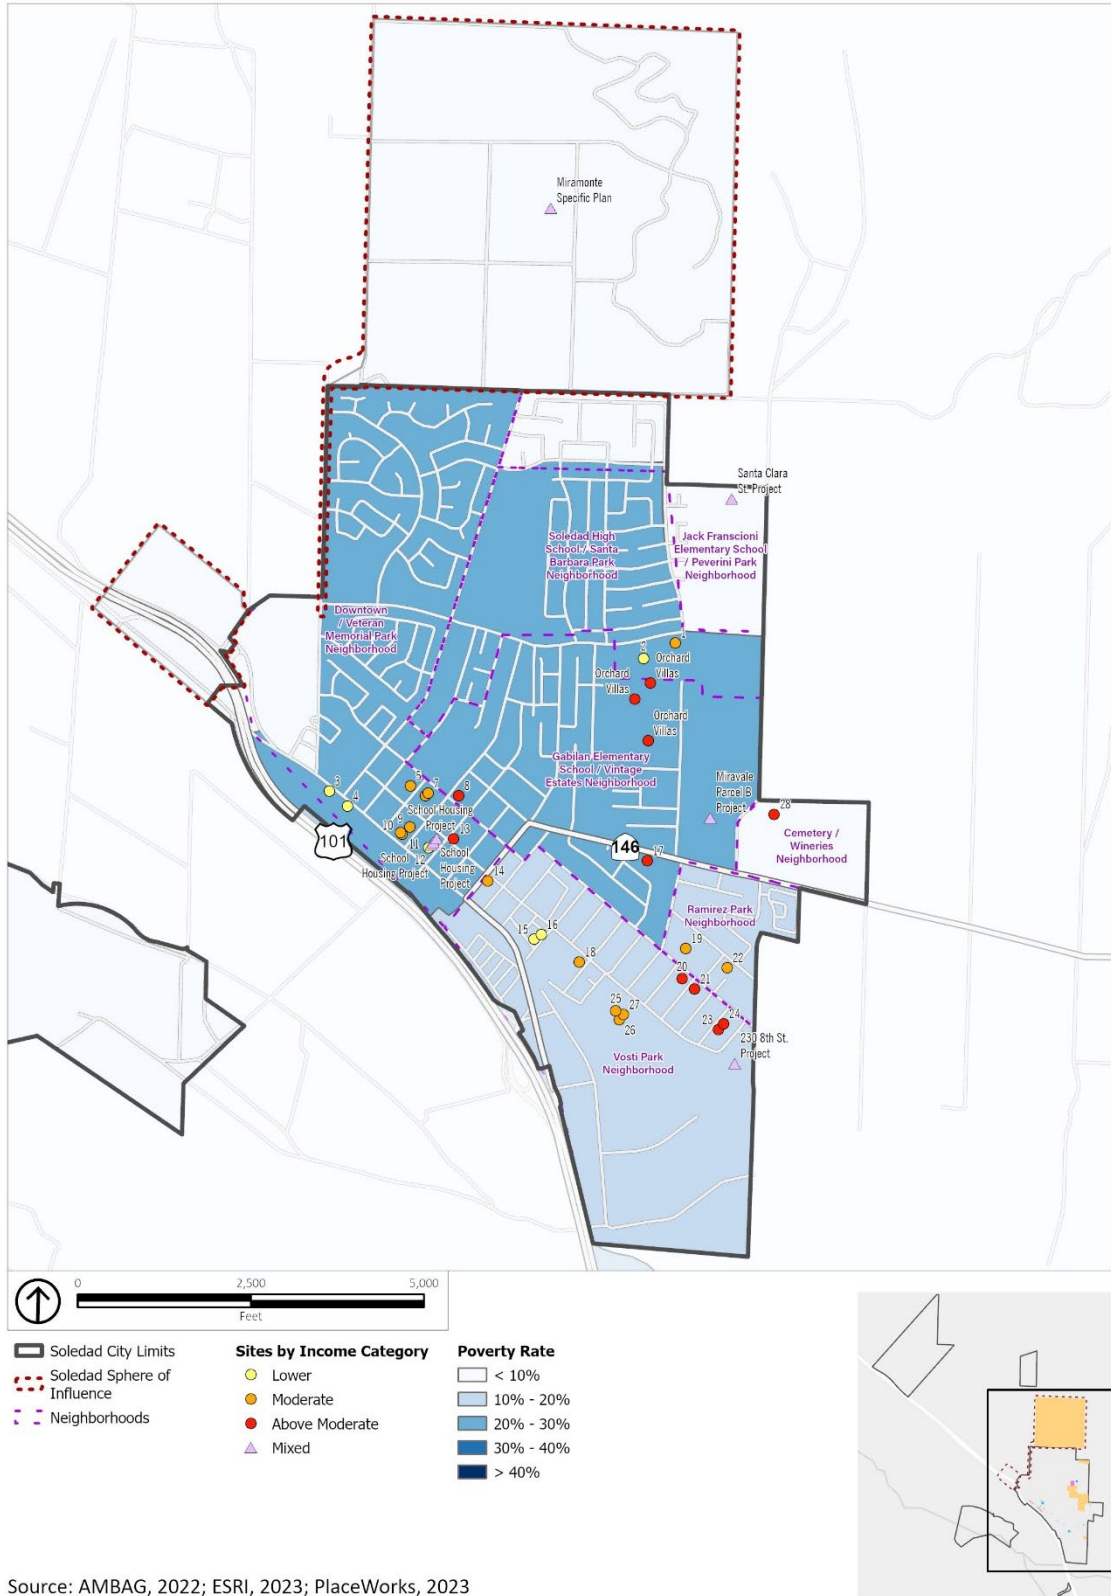 Miramonte
Specific Plan
Santa Clara
St. Project
Soledad High
School / Santa
Barbara Park
Neighborhood
Jack Franscioni
Elementary School
/ Peverini Park
Neighborhood
Downtown
/ Veteran
Memorial Park
Neighborhood
1
2
Orchard
Villas
Orchard
Villas
Orchard
Villas
Gabilan Elementary
School / Vintage
Estates Neighborhood
Miravale
Parcel B
Project
28
Cemetery /
Wineries
Neighborhood
3
4
5
7
8
School Housing
Project
9
10
11
12
13
School
Housing Project
School
Housing
Project
101
146
14
17
Ramirez Park
Neighborhood
15
16
18
19
20
21
22
23
24
25
26
27
230 8th St.
Project
Vosti Park
Neighborhood
0 2,500 5,000
Feet
Soledad City Limits
Soledad Sphere of
Influence
Neighborhoods
Sites by Income Category
Lower
Moderate
Above Moderate
Mixed
Poverty Rate
< 10%
10% - 20%
20% - 30%
30% - 40%
> 40%
Source: AMBAG, 2022; ESRI, 2023; PlaceWorks, 2023